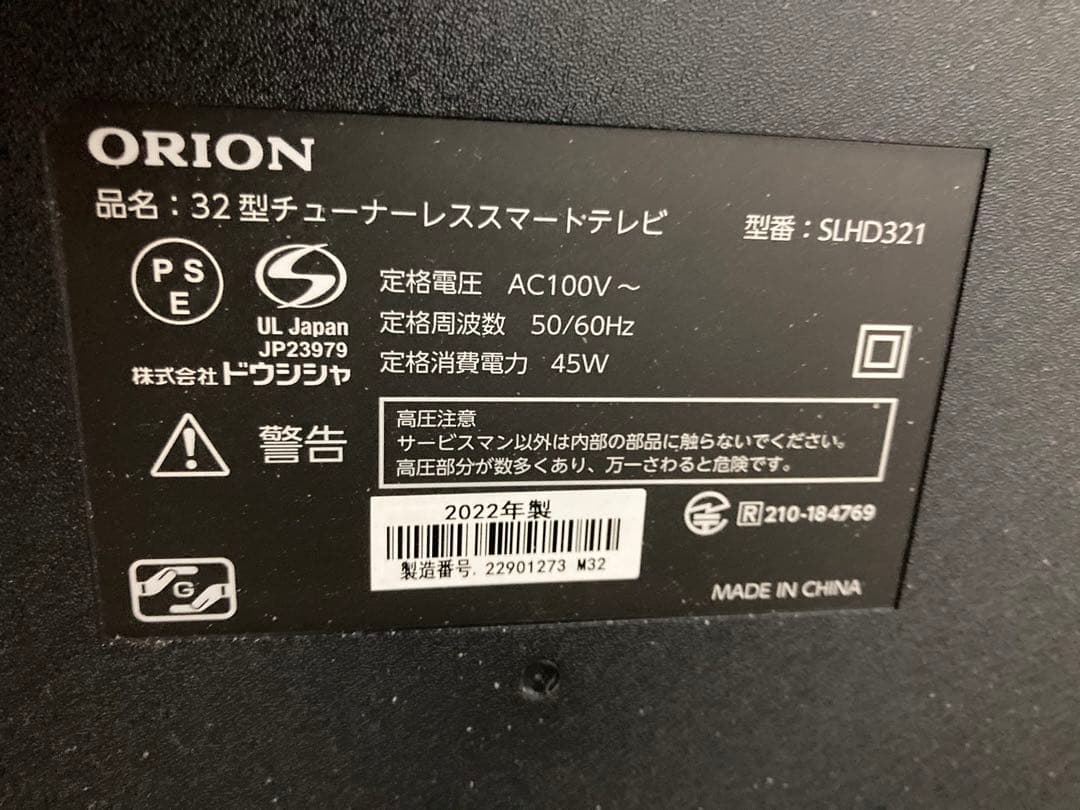 ORION
品名：32型チューナーレススマートテレビ 型番：SLHD321
PS
E
UL Japan
JP23979
株式会社ドウシシャ
定格電圧 AC100V～
定格周波数 50/60Hz
定格消費電力 45W
警告
高圧注意
サービスマン以外は内部の部品に触らないでください。
高圧部分が数多くあり、万一さわると危険です。
2022年製
製造番号. 22901273 M32
R 210-184769
G
MADE IN CHINA